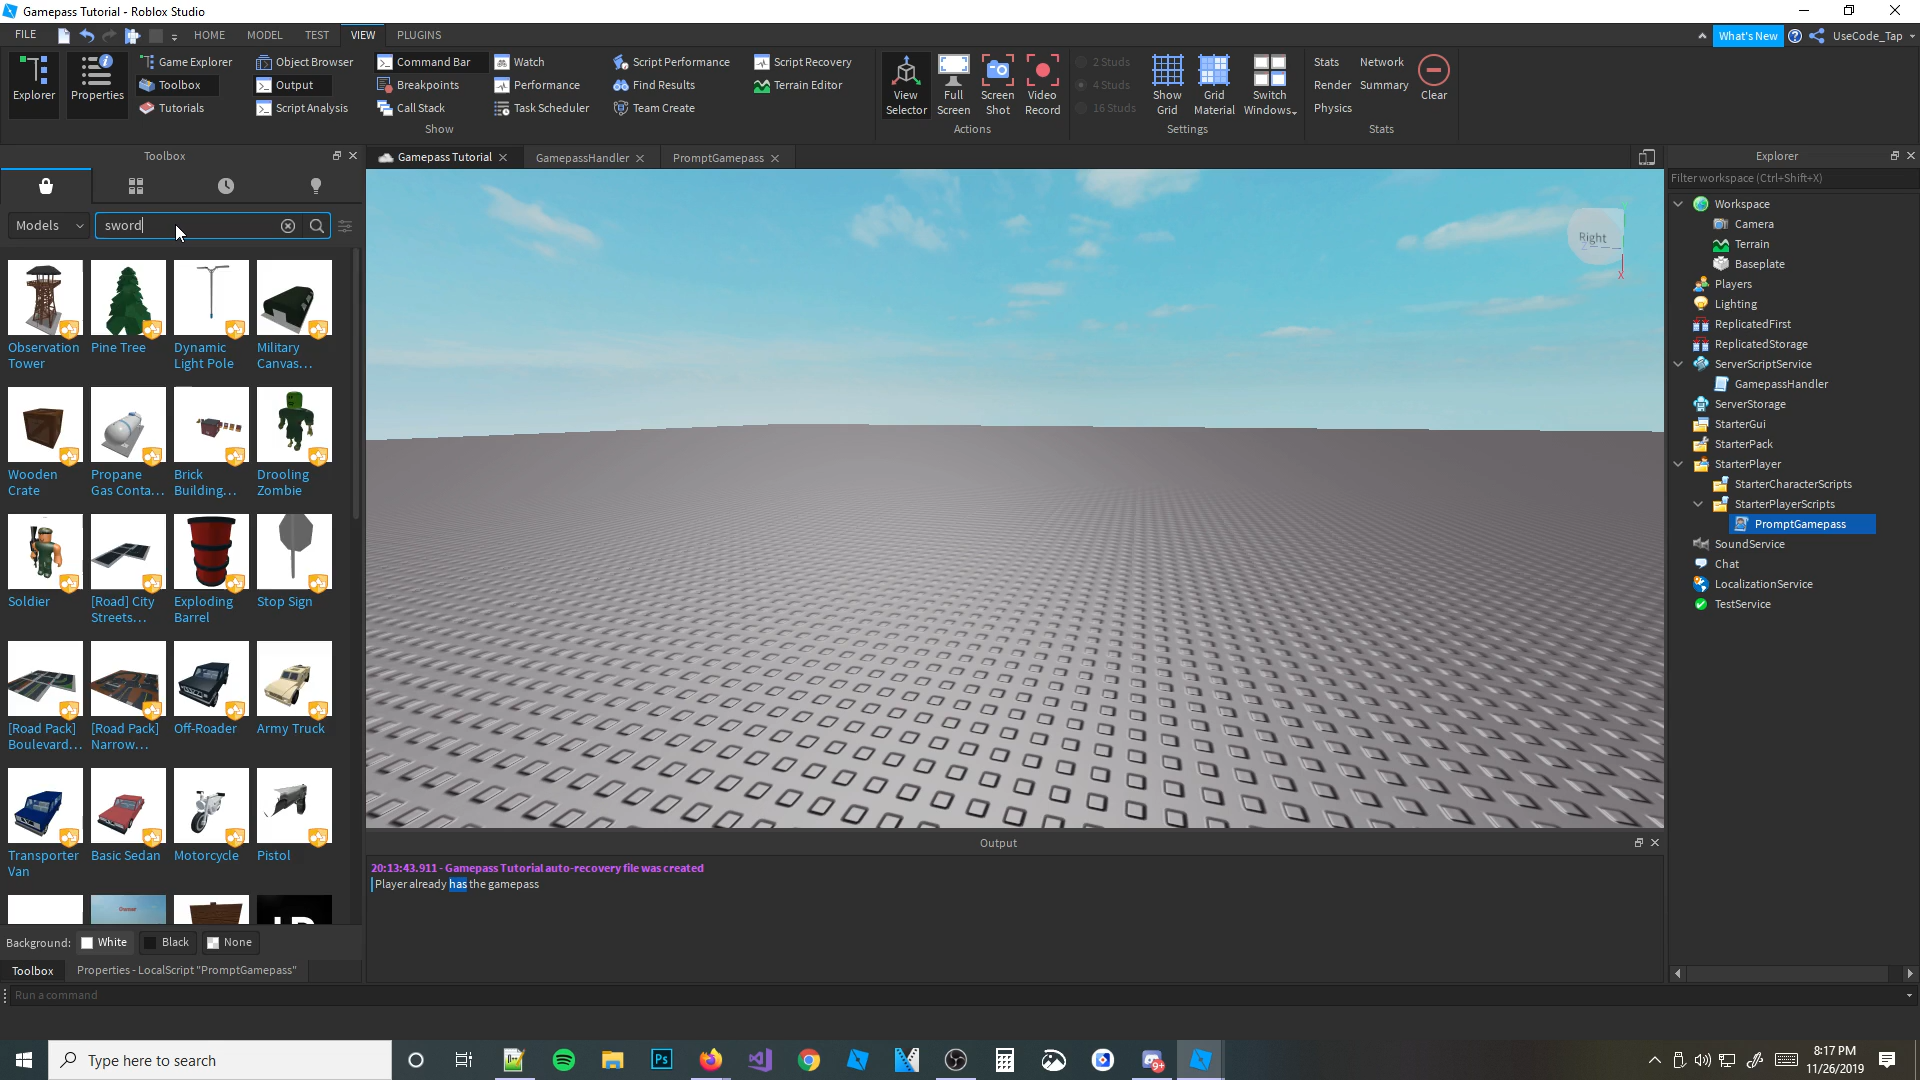 Gamepass Tutorial - Roblox Studio
FILE HOME MODEL TEST VIEW PLUGINS What's New UseCode_Tap
Explorer Properties
Game Explorer Object Browser Command Bar Watch Script Performance Script Recovery
Toolbox Output Breakpoints Performance Find Results Terrain Editor
Tutorials Script Analysis Call Stack Task Scheduler Team Create
Show
View Selector
Full Screen
Screen Shot
Video Record
Actions
2 Studs
4 Studs
16 Studs
Show Grid
Grid Material
Switch Windows
Settings
Stats Network
Render Summary
Physics
Clear
Stats
Toolbox
Gamepass Tutorial GamepassHandler PromptGamepass
Models sword
Observation Tower
Pine Tree
Dynamic Light Pole
Military Canvas...
Wooden Crate
Propane Gas Conta...
Brick Building...
Drooling Zombie
Soldier
[Road] City Streets...
Exploding Barrel
Stop Sign
[Road Pack] Boulevard...
[Road Pack] Narrow...
Off-Roader
Army Truck
Transporter Van
Basic Sedan
Motorcycle
Pistol
Background: White Black None
Toolbox Properties - LocalScript "PromptGamepass"
Run a command
Right
X
Output
20:13:43.911 - Gamepass Tutorial auto-recovery file was created
Player already has the gamepass
Explorer
Filter workspace (Ctrl+Shift+X)
Workspace
Camera
Terrain
Baseplate
Players
Lighting
ReplicatedFirst
ReplicatedStorage
ServerScriptService
GamepassHandler
ServerStorage
StarterGui
StarterPack
StarterPlayer
StarterCharacterScripts
StarterPlayerScripts
PromptGamepass
SoundService
Chat
LocalizationService
TestService
Type here to search
Ps
9+
8:17 PM
11/26/2019